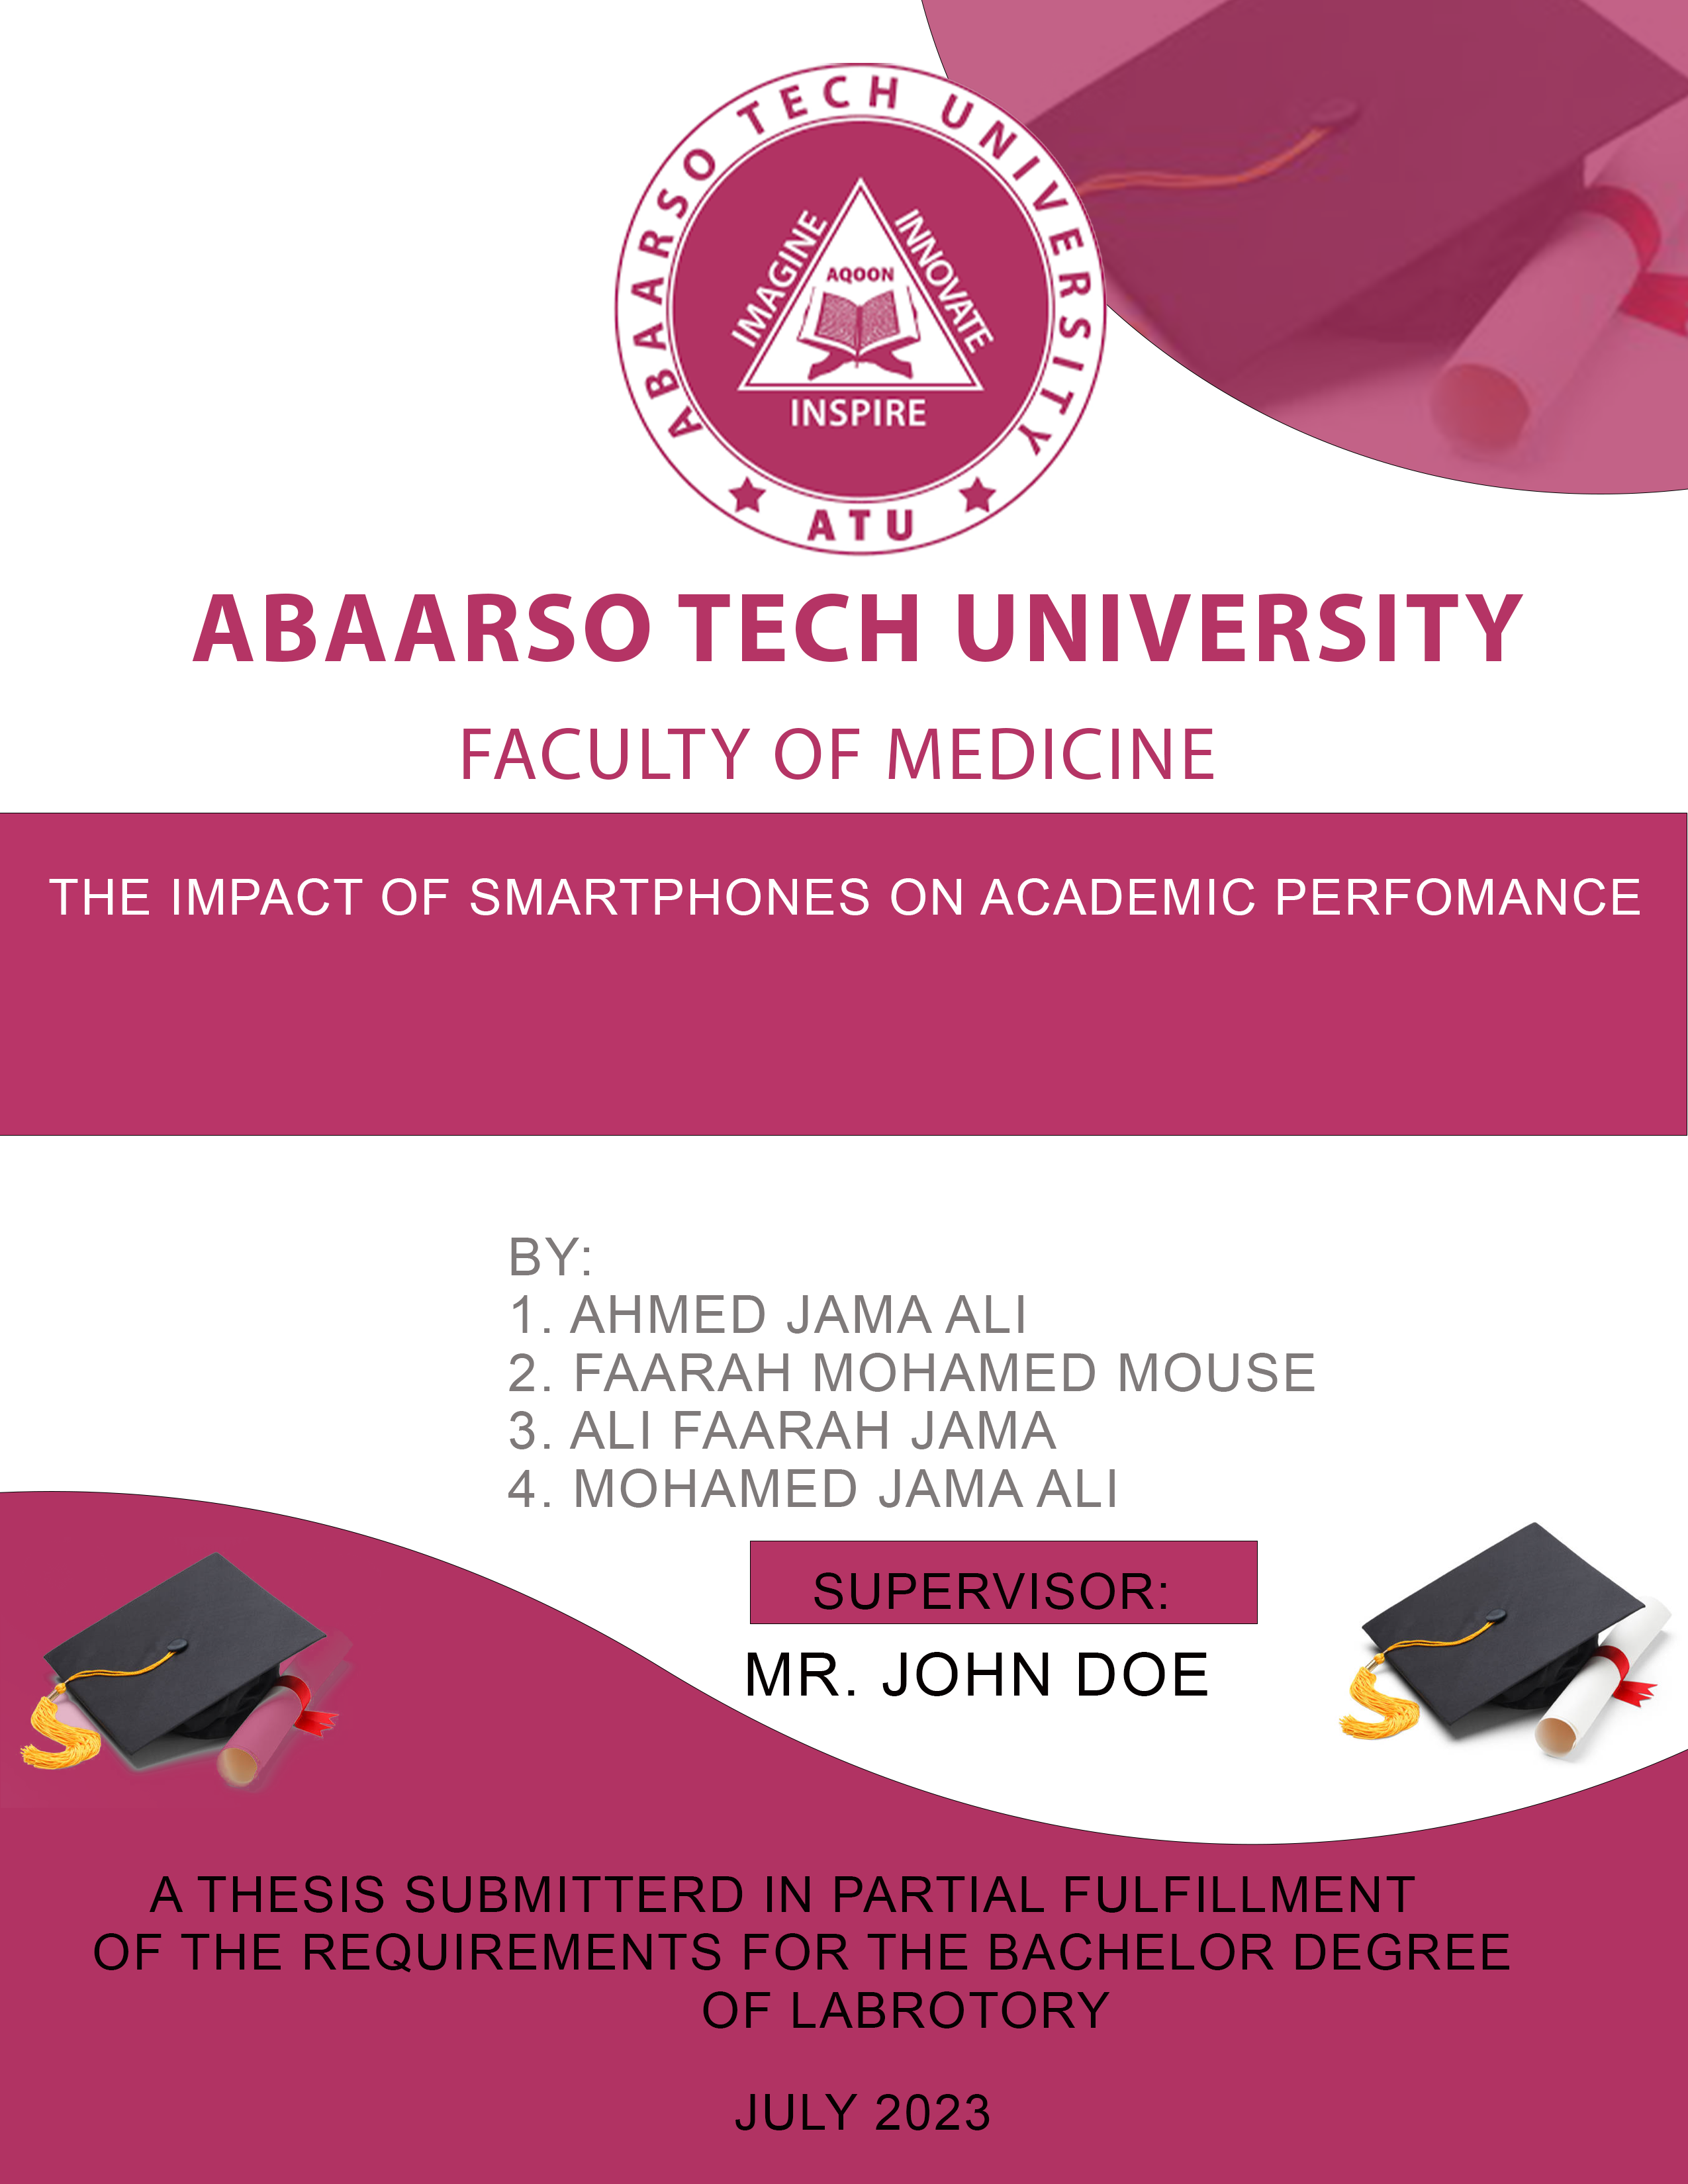 ABAARSO TECH UNIVERSITY
IMAGINE
INNOVATE
AQOON
INSPIRE
ATU
ABAARSO TECH UNIVERSITY
FACULTY OF MEDICINE
THE IMPACT OF SMARTPHONES ON ACADEMIC PERFOMANCE
BY:
1. AHMED JAMA ALI
2. FAARAH MOHAMED MOUSE
3. ALI FAARAH JAMA
4. MOHAMED JAMA ALI
SUPERVISOR:
MR. JOHN DOE
A THESIS SUBMITTERD IN PARTIAL FULFILLMENT
OF THE REQUIREMENTS FOR THE BACHELOR DEGREE
OF LABROTORY
JULY 2023